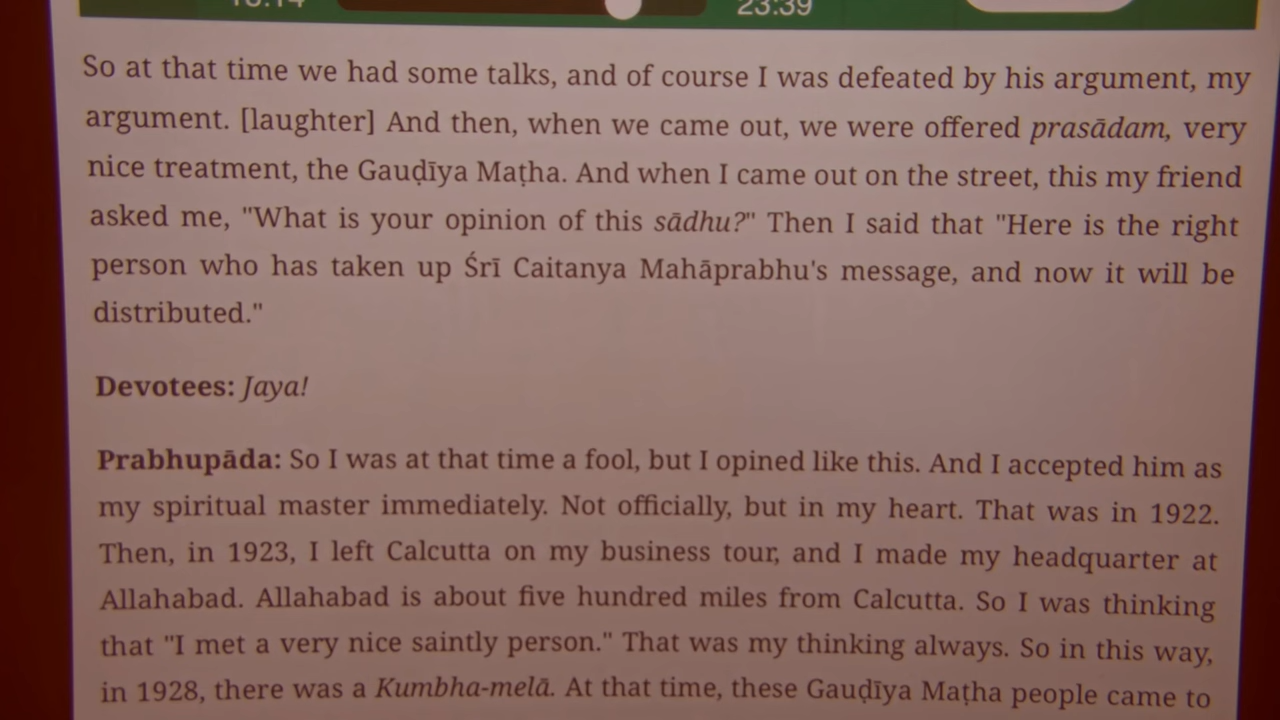 23:39
So at that time we had some talks, and of course I was defeated by his argument, my
argument. [laughter] And then, when we came out, we were offered prasādam, very
nice treatment, the Gauḍīya Maṭha. And when I came out on the street, this my friend
asked me, "What is your opinion of this sādhu?" Then I said that "Here is the right
person who has taken up Śrī Caitanya Mahāprabhu's message, and now it will be
distributed."
Devotees: Jaya!
Prabhupāda: So I was at that time a fool, but I opined like this. And I accepted him as
my spiritual master immediately. Not officially, but in my heart. That was in 1922.
Then, in 1923, I left Calcutta on my business tour, and I made my headquarter at
Allahabad. Allahabad is about five hundred miles from Calcutta. So I was thinking
that "I met a very nice saintly person." That was my thinking always. So in this way,
in 1928, there was a Kumbha-melā. At that time, these Gauḍīya Maṭha people came to